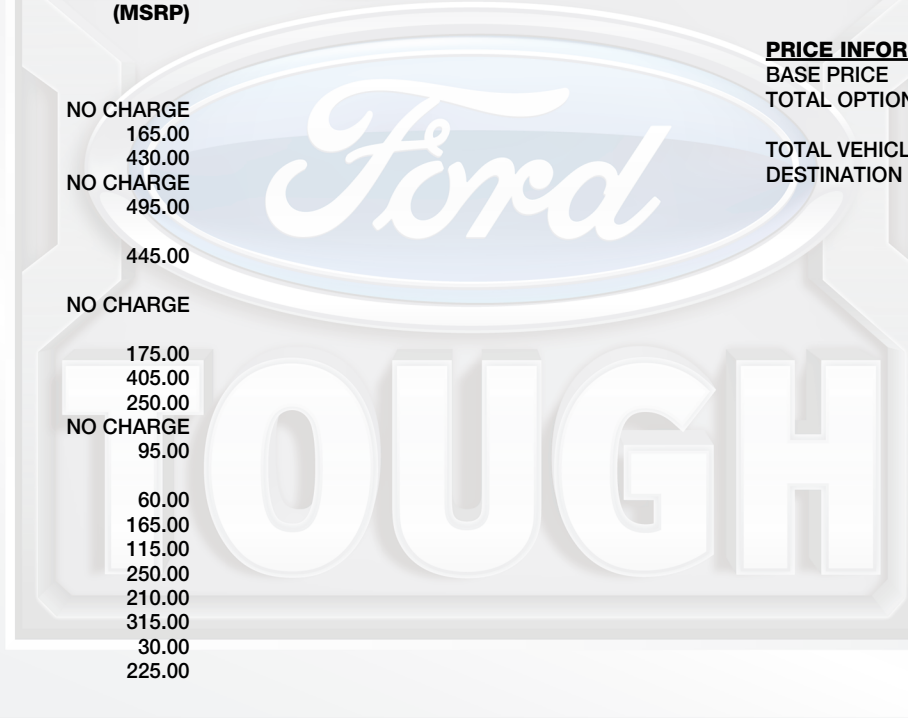 (MSRP)
NO CHARGE
165.00
430.00
NO CHARGE
495.00
445.00
NO CHARGE
175.00
405.00
250.00
NO CHARGE
95.00
60.00
165.00
115.00
250.00
210.00
315.00
30.00
225.00
PRICE INFOR
BASE PRICE
TOTAL OPTION
TOTAL VEHICL
DESTINATION
Ford
TOUGH